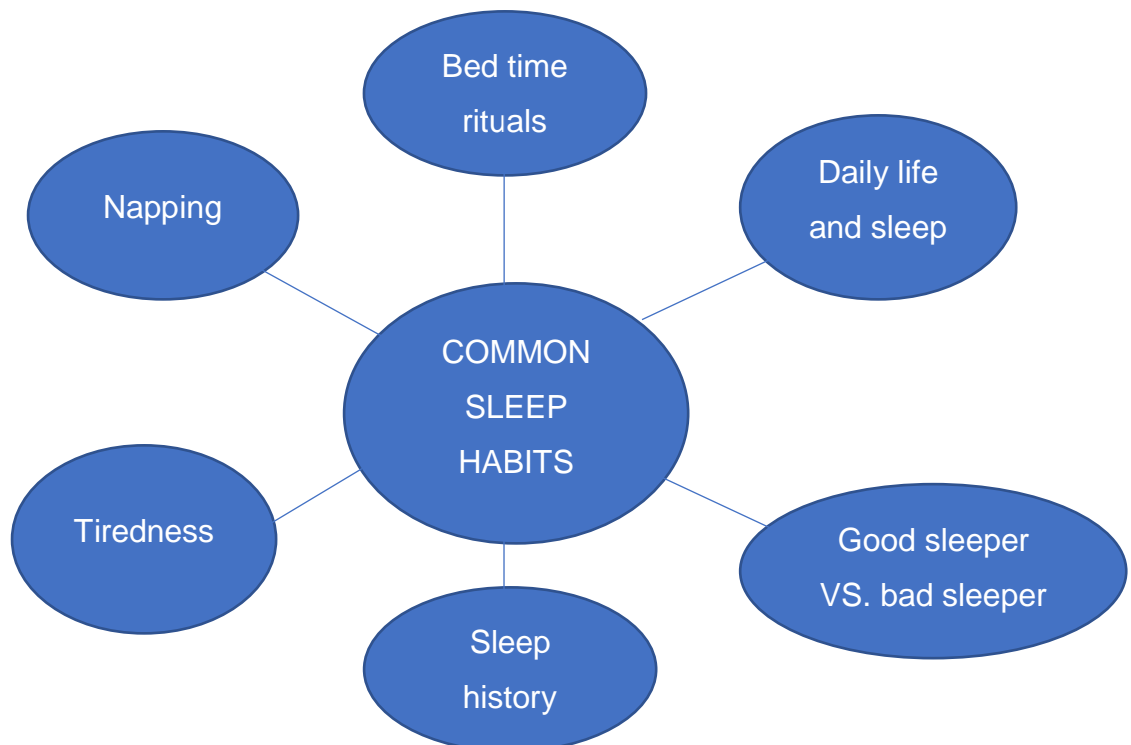 Bed time
rituals
Daily life
and sleep
Napping
COMMON
SLEEP
HABITS
Tiredness
Good sleeper
VS. bad sleeper
Sleep
history